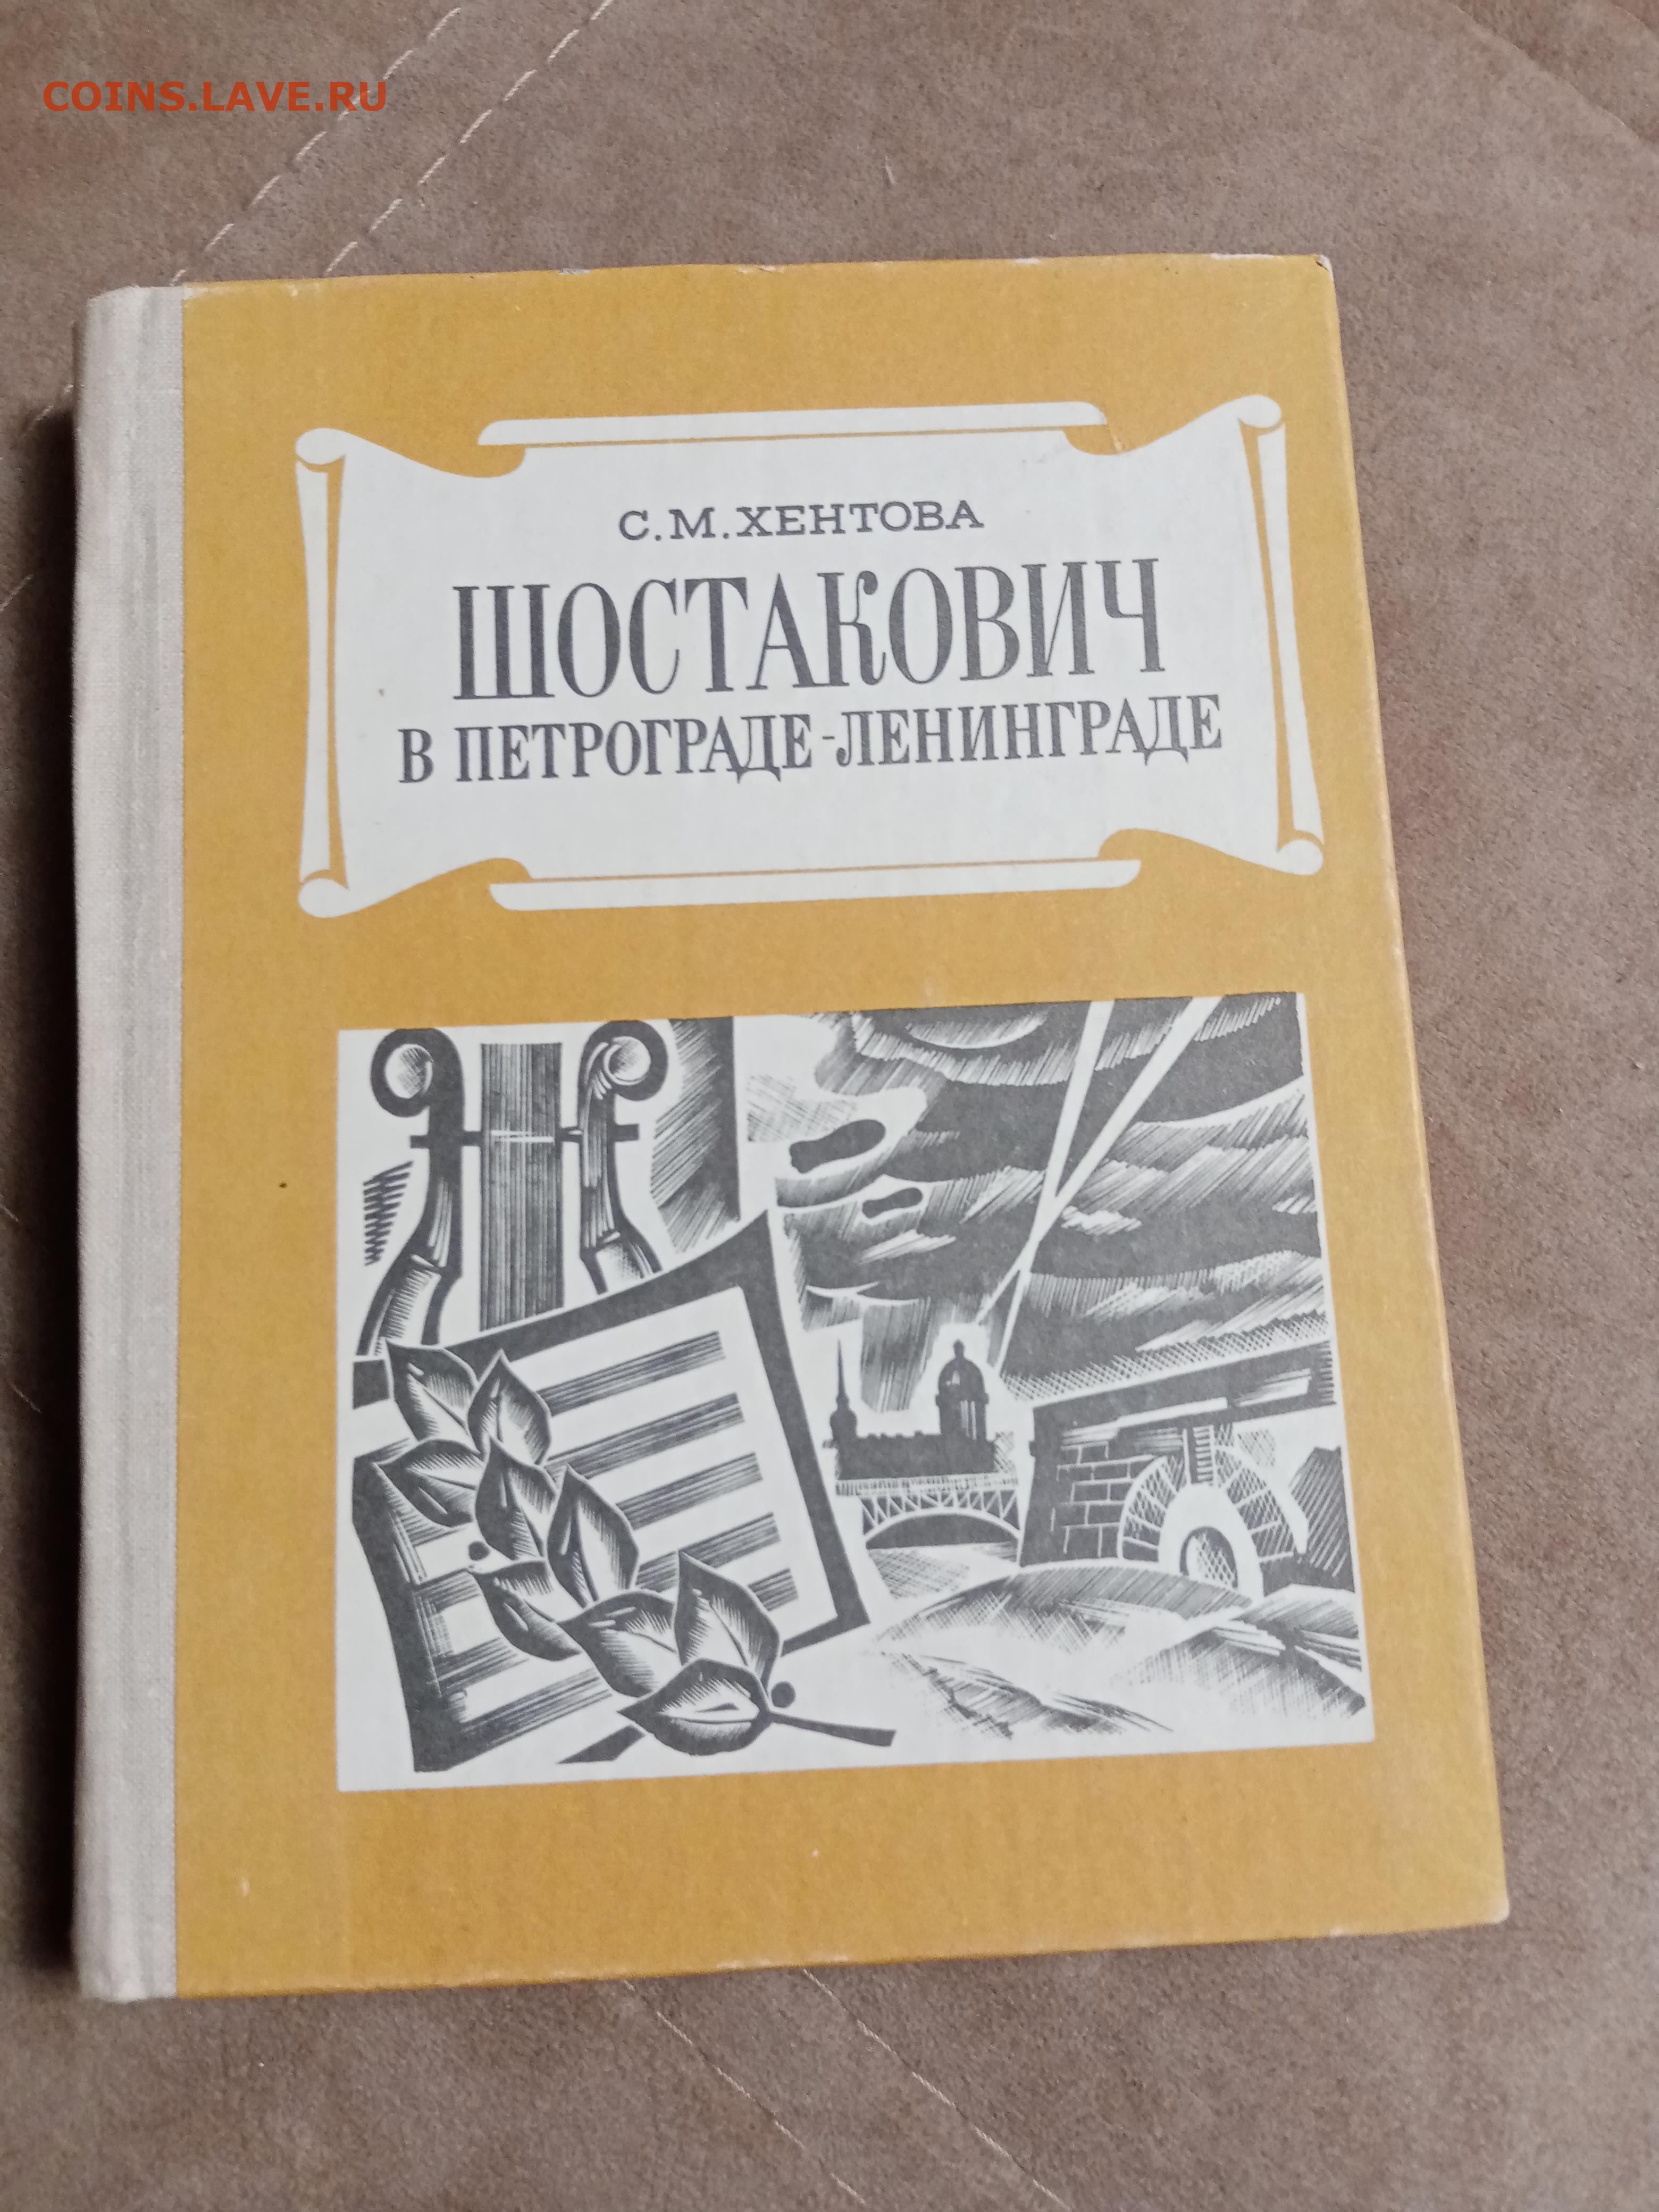 COINS.LAVE.RU
С.М.ХЕНТОВА
ШОСТАКОВИЧ
В ПЕТРОГРАДЕ-ЛЕНИНГРАДЕ